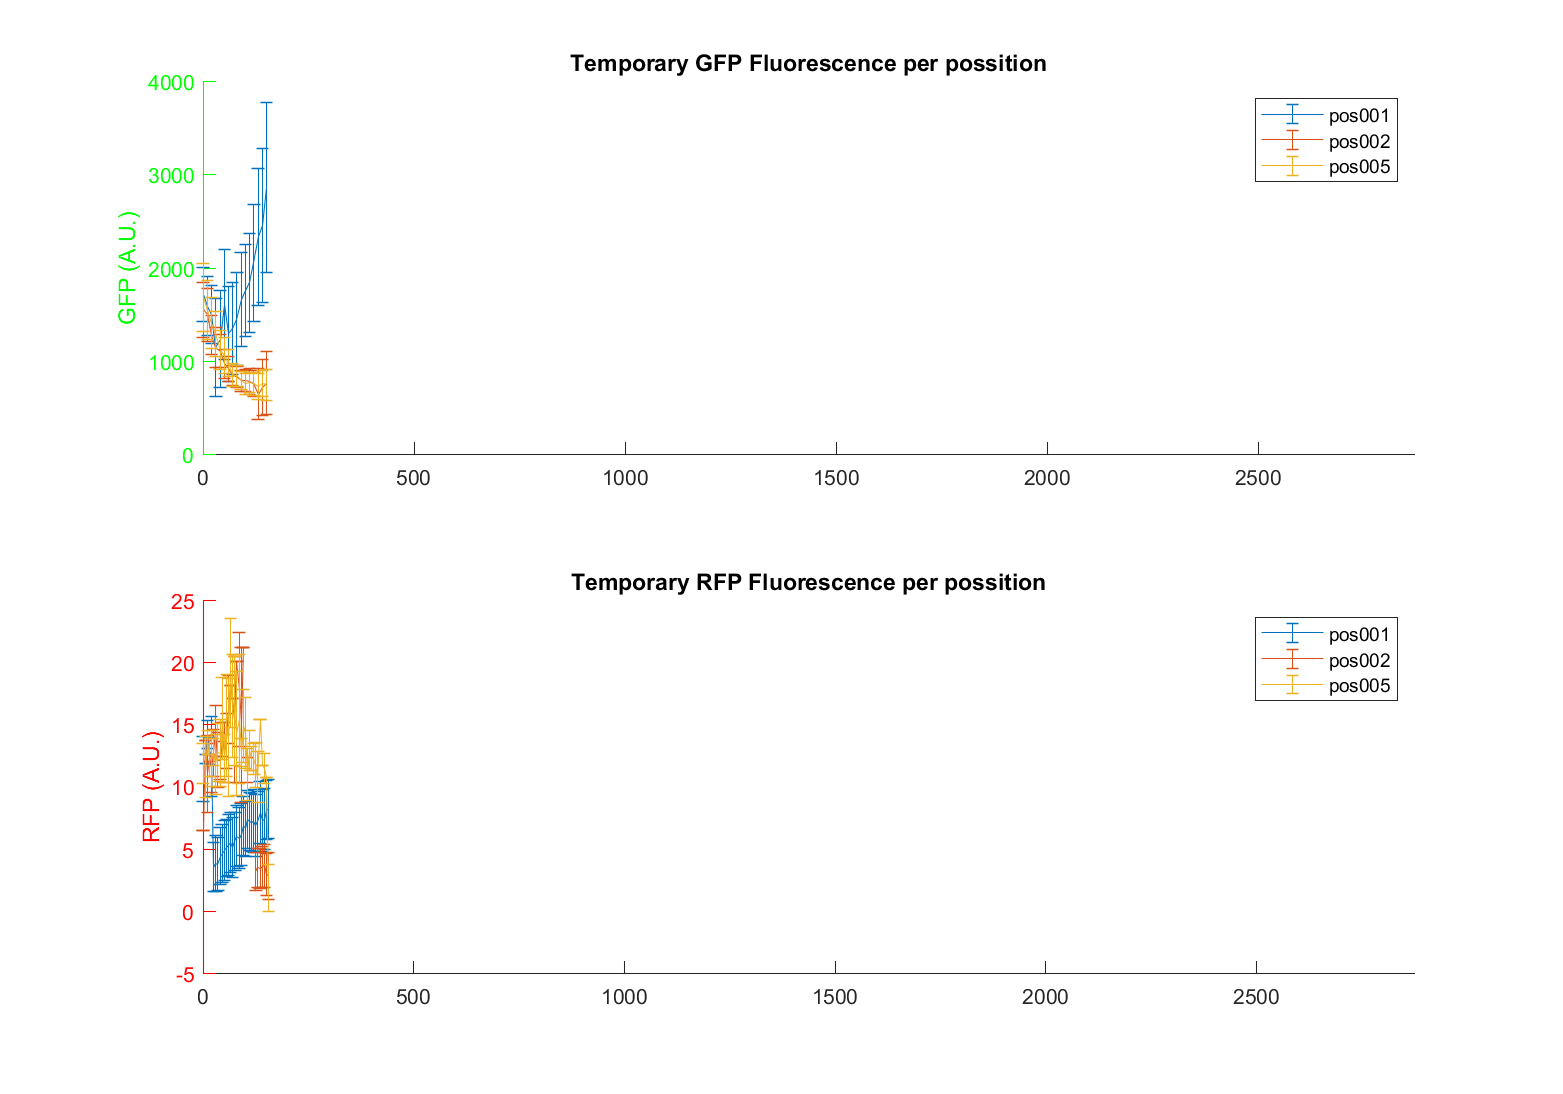 Temporary GFP Fluorescence per possition
GFP (A.U.)
4000
3000
2000
1000
0
0 500 1000 1500 2000 2500
pos001
pos002
pos005
Temporary RFP Fluorescence per possition
RFP (A.U.)
25
20
15
10
5
0
-5
0 500 1000 1500 2000 2500
pos001
pos002
pos005